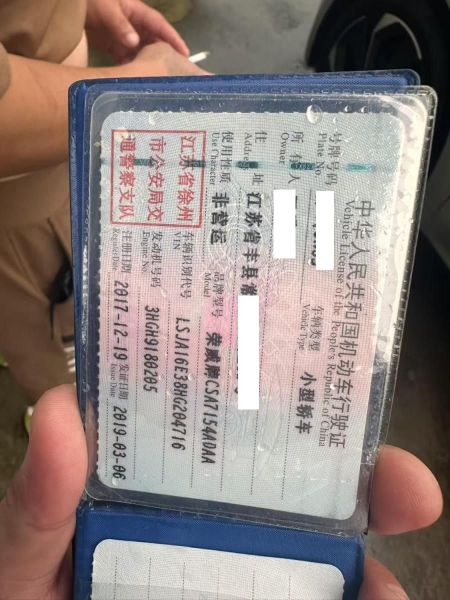 中华人民共和国机动车行驶证
Vehicle License of the People's Republic of China
号牌号码
Plate No.
车辆类型 小型轿车
Vehicle Type
所有人
Owner
住址 江苏省丰县常
Address
使用性质 非营运
Use Character
品牌型号 荣威牌CSA7154ADAA
Model
江苏省徐州
市公安局交
通警察支队
车辆识别代号 LSJA16E38HG204716
VIN
发动机号码 3HGH9180205
Engine No.
注册日期 2017-12-19
Register Date
发证日期 2019-03-06
Issue Date